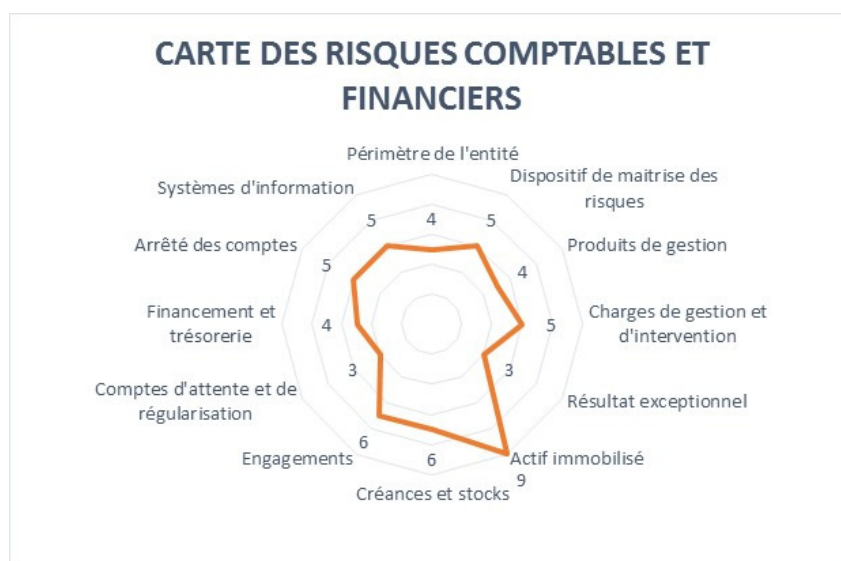 CARTE DES RISQUES COMPTABLES ET
FINANCIERS
Périmètre de l'entité
Systèmes d'information
Dispositif de maitrise des
risques
5
4
5
Arrêté des comptes
Produits de gestion
5
4
Financement et
trésorerie
4
5
Charges de gestion et
d'intervention
3
3
Comptes d'attente et de
régularisation
Résultat exceptionnel
6
6
Engagements
Actif immobilisé
9
Créances et stocks